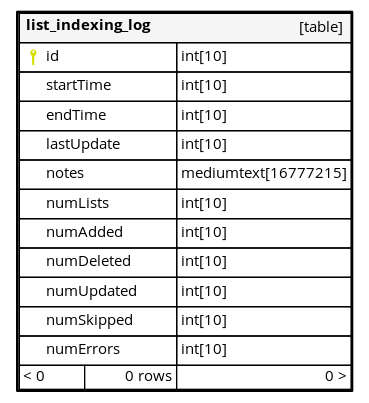 list_indexing_log [table]
id int[10]
startTime int[10]
endTime int[10]
lastUpdate int[10]
notes mediumtext[16777215]
numLists int[10]
numAdded int[10]
numDeleted int[10]
numUpdated int[10]
numSkipped int[10]
numErrors int[10]
< 0 0 rows 0 >